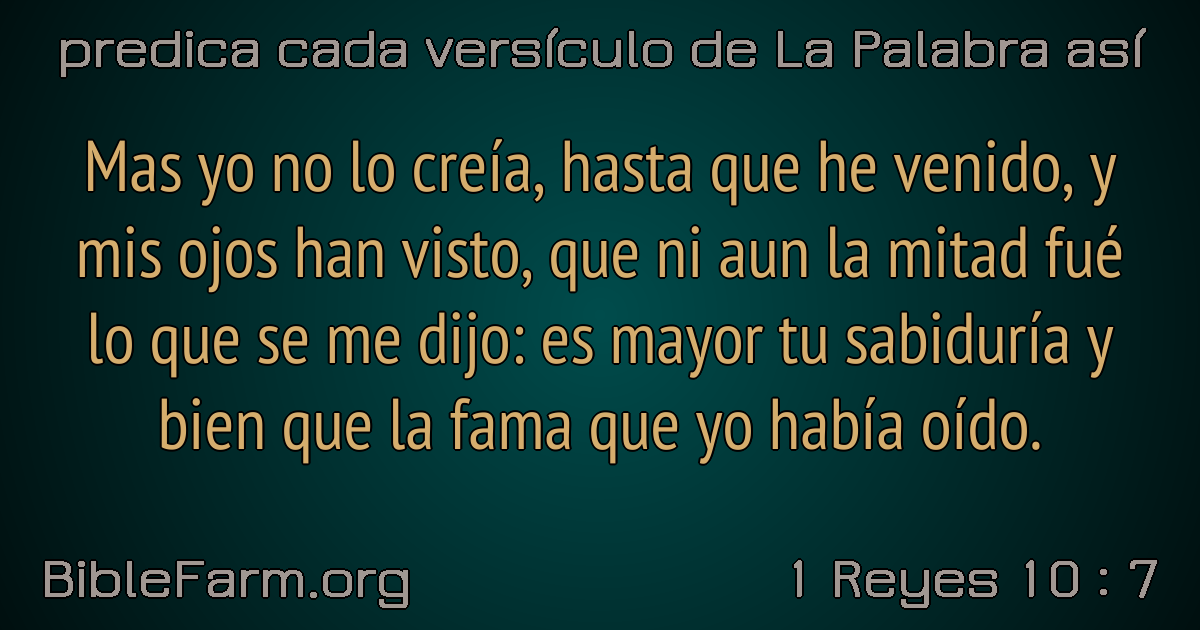 predica cada versículo de La Palabra así
Mas yo no lo creía, hasta que he venido, y
mis ojos han visto, que ni aun la mitad fué
lo que se me dijo: es mayor tu sabiduría y
bien que la fama que yo había oído.
BibleFarm.org
1 Reyes 10 : 7